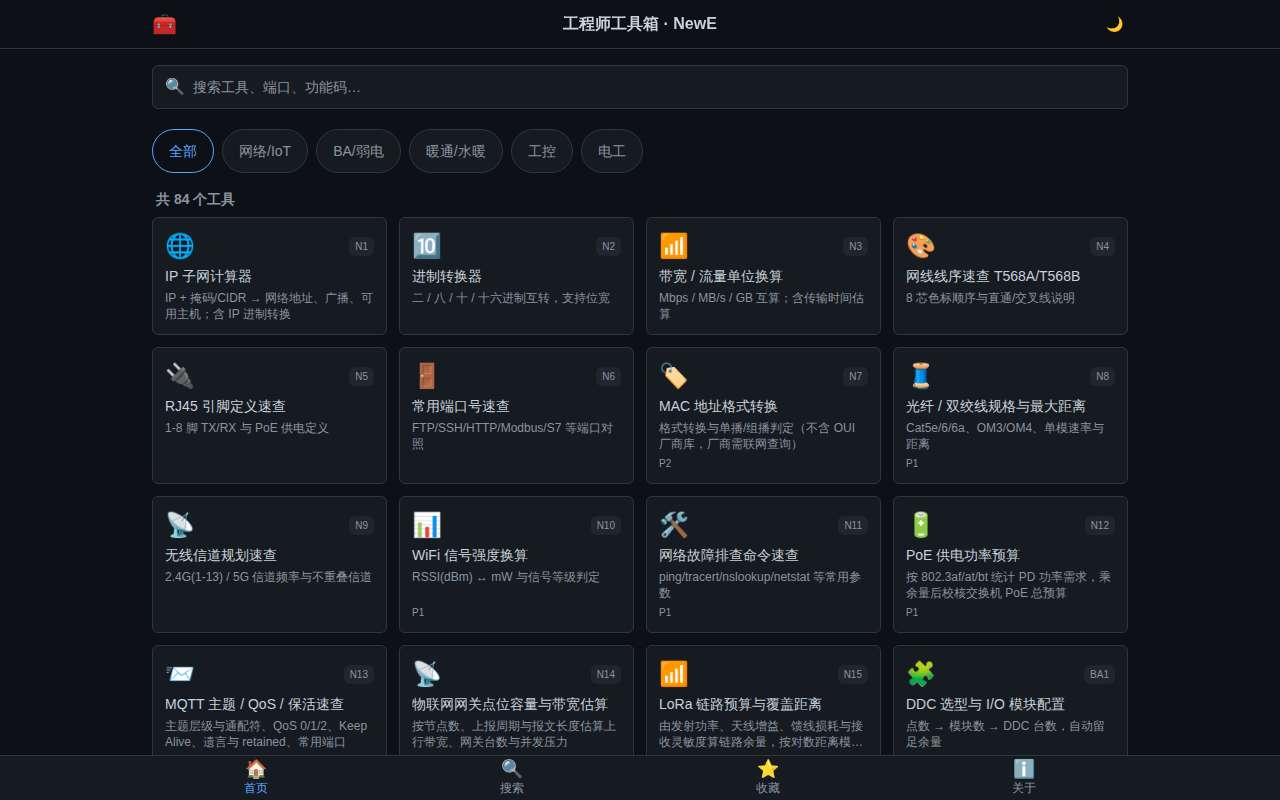 工程师工具箱 · NewE
搜索工具、端口、功能码…
全部
网络/IoT
BA/弱电
暖通/水暖
工控
电工
共 84 个工具
N1
IP 子网计算器
IP + 掩码/CIDR → 网络地址、广播、可
用主机；含 IP 进制转换
N2
进制转换器
二 / 八 / 十 / 十六进制互转，支持位宽
N3
带宽 / 流量单位换算
Mbps / MB/s / GB 互算；含传输时间估
算
N4
网线线序速查 T568A/T568B
8 芯色标顺序与直通/交叉线说明
N5
RJ45 引脚定义速查
1-8 脚 TX/RX 与 PoE 供电定义
N6
常用端口号速查
FTP/SSH/HTTP/Modbus/S7 等端口对
照
N7
MAC 地址格式转换
格式转换与单播/组播判定（不含 OUI
厂商库，厂商需联网查询）
P2
N8
光纤 / 双绞线规格与最大距离
Cat5e/6/6a、OM3/OM4、单模速率与
距离
P1
N9
无线信道规划速查
2.4G(1-13) / 5G 信道频率与不重叠信道
N10
WiFi 信号强度换算
RSSI(dBm) ↔ mW 与信号等级判定
P1
N11
网络故障排查命令速查
ping/tracert/nslookup/netstat 等常用参
数
P1
N12
PoE 供电功率预算
按 802.3af/at/bt 统计 PD 功率需求，乘
余量后校核交换机 PoE 总预算
P1
N13
MQTT 主题 / QoS / 保活速查
主题层级与通配符、QoS 0/1/2、Keep
Alive、遗言与 retained、常用端口
N14
物联网网关点位容量与带宽估算
按节点数、上报周期与报文长度估算上
行带宽、网关台数与并发压力
N15
LoRa 链路预算与覆盖距离
由发射功率、天线增益、馈线损耗与接
收灵敏度算链路余量，按对数距离模…
BA1
DDC 选型与 I/O 模块配置
点数 → 模块数 → DDC 台数，自动留
足余量
首页
搜索
收藏
关于